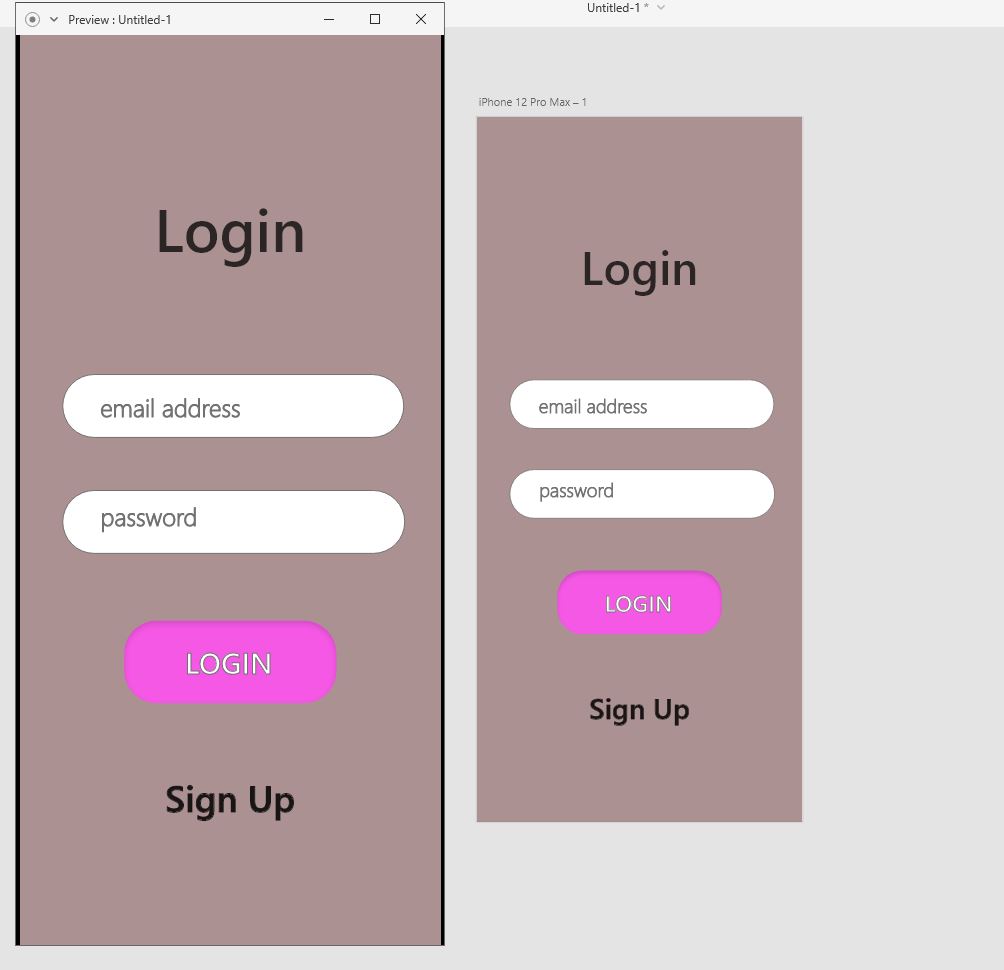 Preview : Untitled-1
Untitled-1 *
Login
email address
password
LOGIN
Sign Up
iPhone 12 Pro Max – 1
Login
email address
password
LOGIN
Sign Up